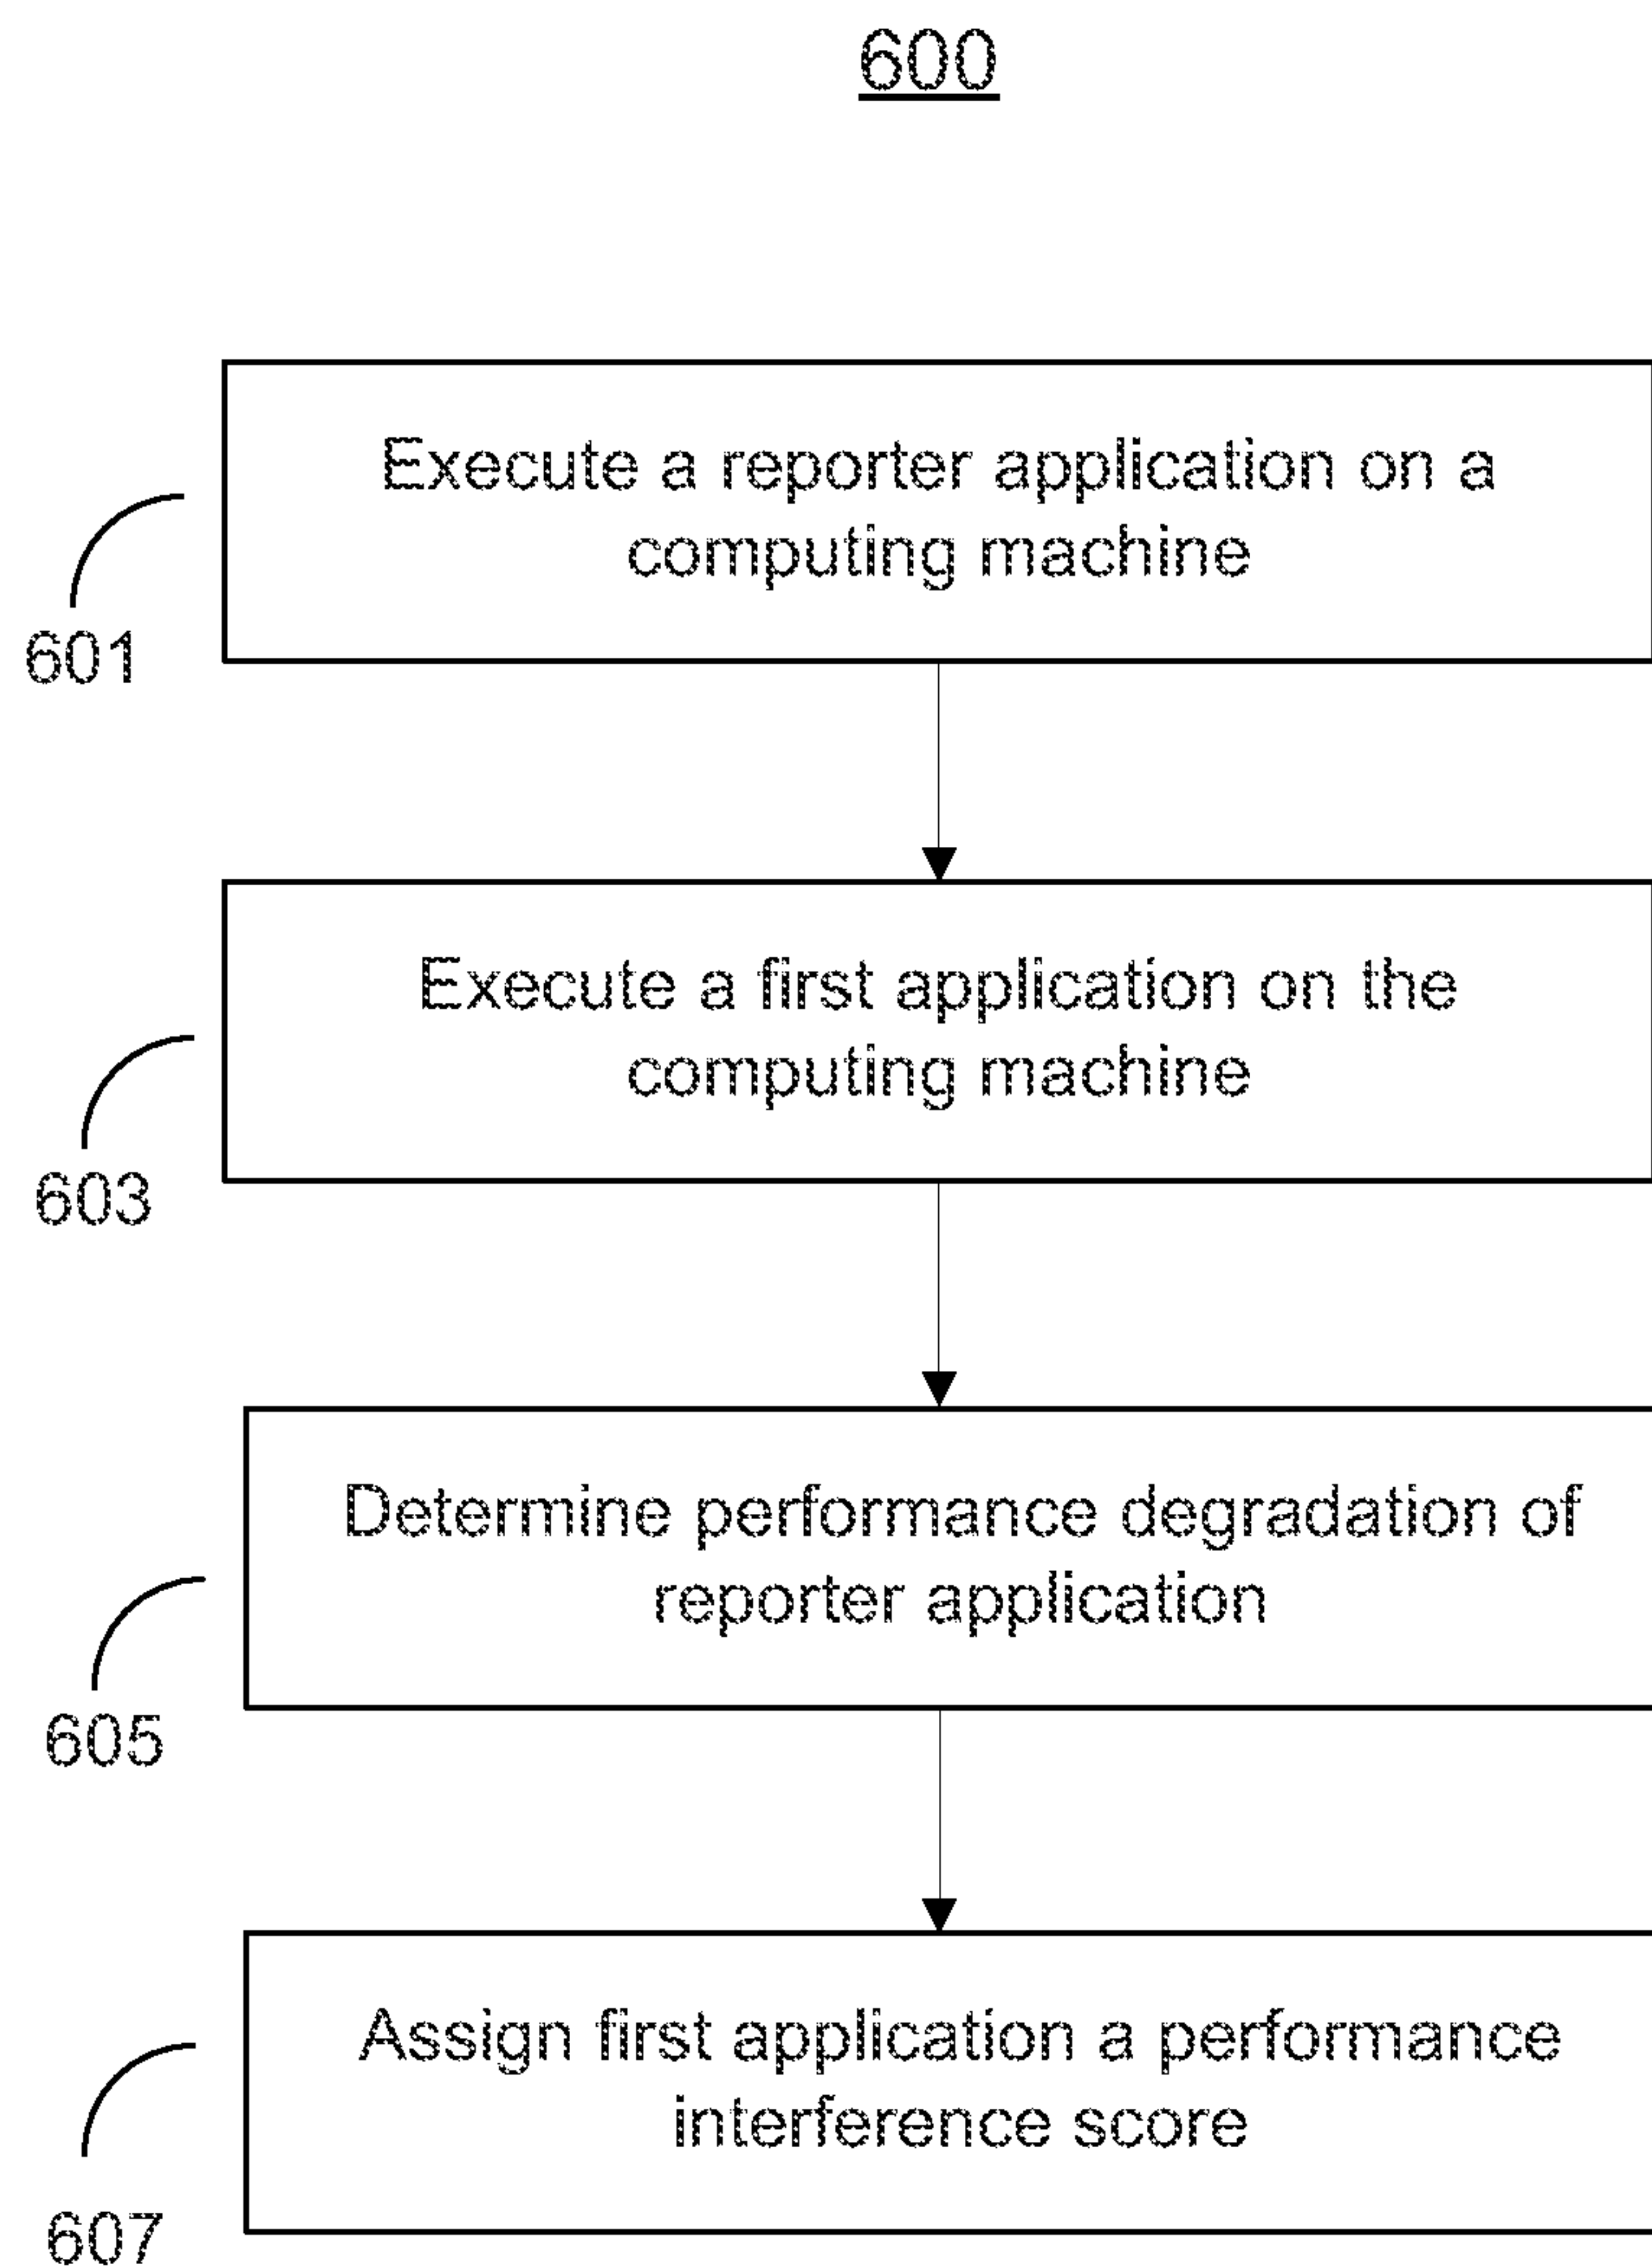 600
Execute a reporter application on a
computing machine
601
Execute a first application on the
computing machine
603
Determine performance degradation of
reporter application
605
Assign first application a performance
interference score
607